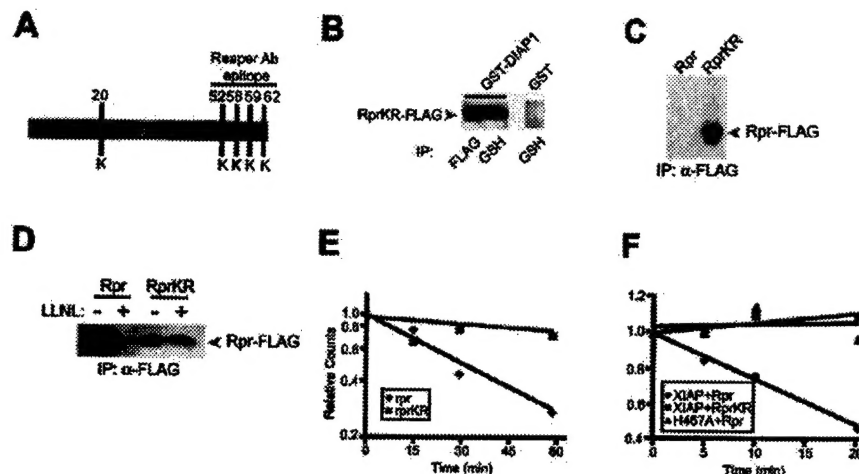 A
Reaper Ab
epitope
20
52 58 59 62
K
K K K K
B
GST-DIAP1
GST
RprKR-FLAG
IP:
FLAG
GSH
GSH
C
Rpr
RprKR
Rpr-FLAG
IP: α-FLAG
D
Rpr
RprKR
LLNL: - + - +
Rpr-FLAG
IP: α-FLAG
E
Relative Counts
1.0
0.8
0.6
0.4
0.2
rpr
rprKR
0 15 30 45 60
Time (min)
F
1.2
1.0
0.8
0.6
0.4
XIAP+Rpr
XIAP+RprKR
H467A+Rpr
0 5 10 20
Time (min)